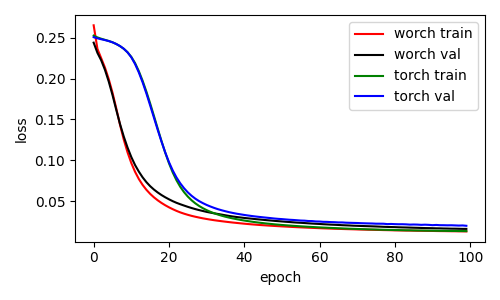 worch train
worch val
torch train
torch val
loss
0.25
0.20
0.15
0.10
0.05
0
20
40
60
80
100
epoch